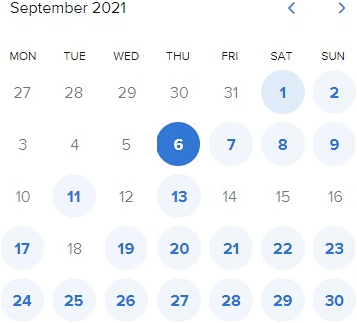 September 2021
MON TUE WED THU FRI SAT SUN
27 28 29 30 31 1 2
3 4 5 6 7 8 9
10 11 12 13 14 15 16
17 18 19 20 21 22 23
24 25 26 27 28 29 30